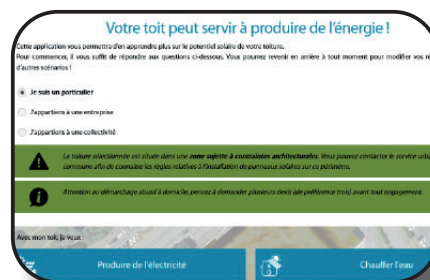 Votre toit peut servir à produire de l'énergie !
Cette application vous permettra d'en apprendre plus sur le potentiel solaire de votre toiture.
Pour commencer, il vous suffit de répondre aux questions ci-dessous. Vous pourrez revenir en arrière à tout moment pour modifier vos
d'autres scénarios !
Je suis un particulier
J'appartiens à une entreprise
J'appartiens à une collectivité
La toiture sélectionnée est située dans une zone sujette à contraintes architecturales. Vous pouvez contacter le service
commune afin de connaître les règles relatives à l'installation de panneaux solaires sur ce périmètre.
Attention au démarchage abusif à domicile, pensez à demander plusieurs devis (de préférence trois) avant tout engagement.
Avec mon toit, je veux :
Produire de l'électricité
Chauffer l'eau